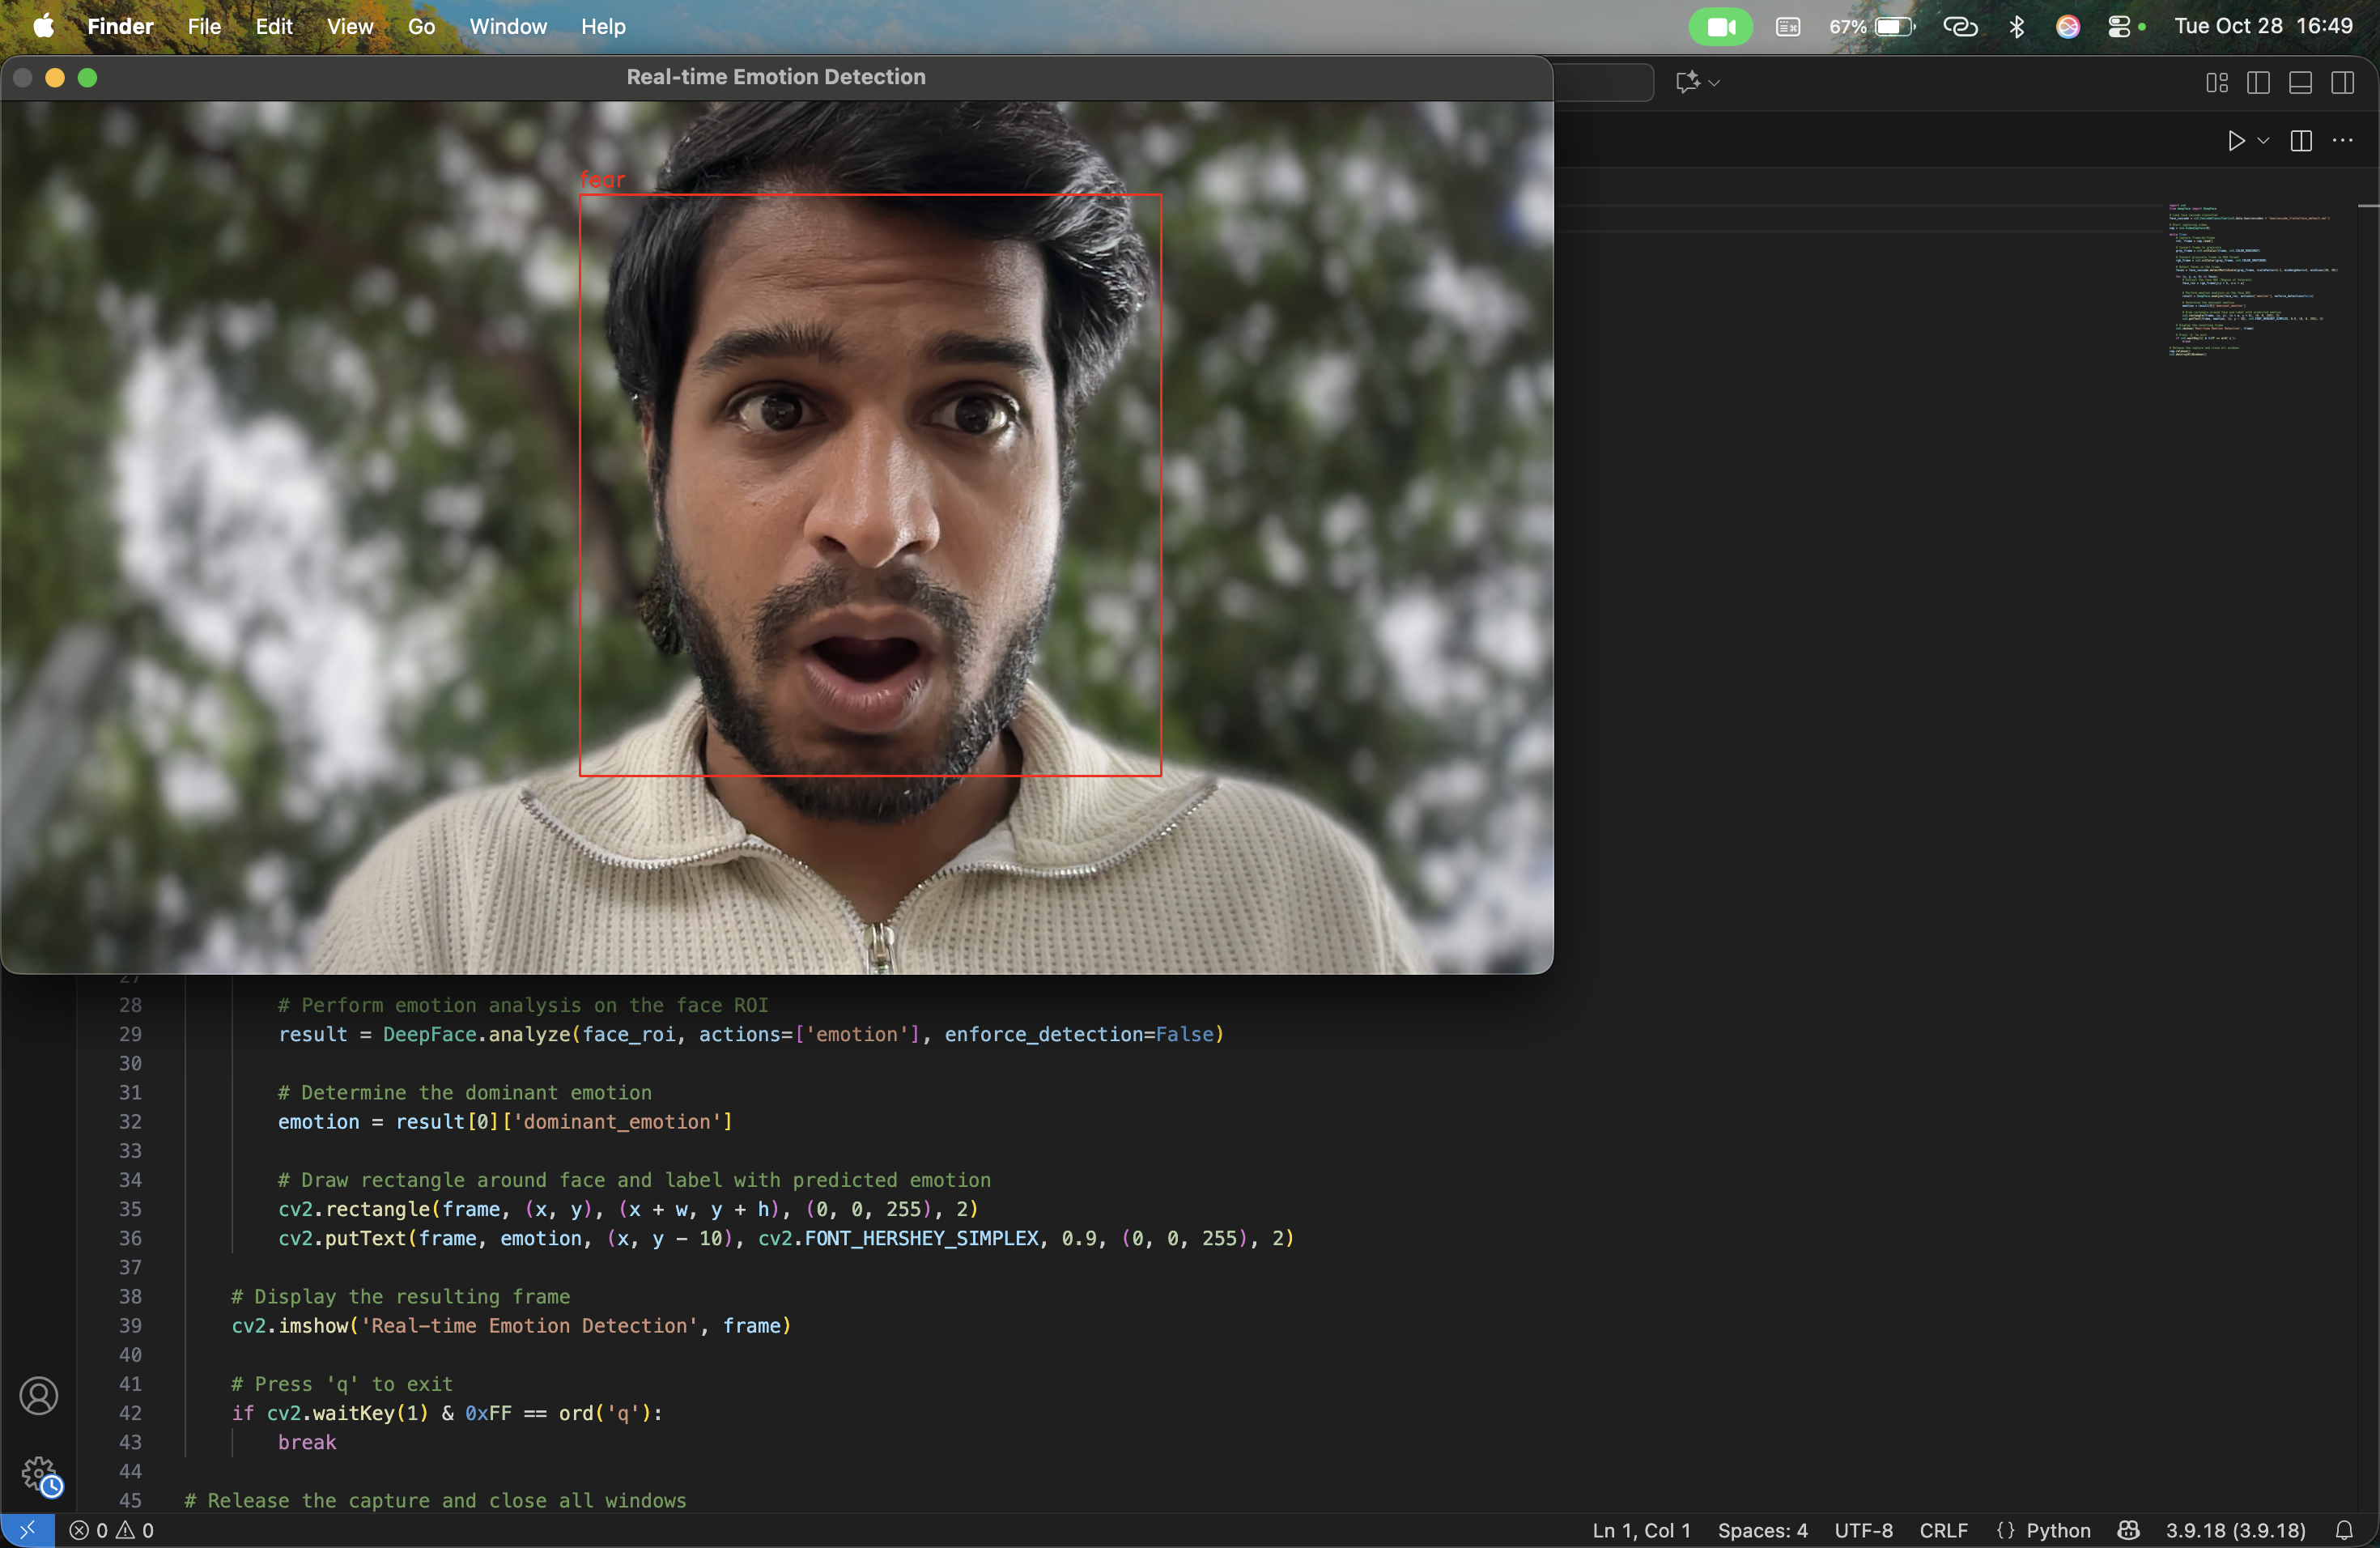 Finder File Edit View Go Window Help 67% Tue Oct 28 16:49
Real-time Emotion Detection
fear
27
28 # Perform emotion analysis on the face ROI
29 result = DeepFace.analyze(face_roi, actions=['emotion'], enforce_detection=False)
30
31 # Determine the dominant emotion
32 emotion = result[0]['dominant_emotion']
33
34 # Draw rectangle around face and label with predicted emotion
35 cv2.rectangle(frame, (x, y), (x + w, y + h), (0, 0, 255), 2)
36 cv2.putText(frame, emotion, (x, y - 10), cv2.FONT_HERSHEY_SIMPLEX, 0.9, (0, 0, 255), 2)
37
38 # Display the resulting frame
39 cv2.imshow('Real-time Emotion Detection', frame)
40
41 # Press 'q' to exit
42 if cv2.waitKey(1) & 0xFF == ord('q'):
43 break
44
45 # Release the capture and close all windows
0 0 Ln 1, Col 1 Spaces: 4 UTF-8 CRLF {} Python 3.9.18 (3.9.18)